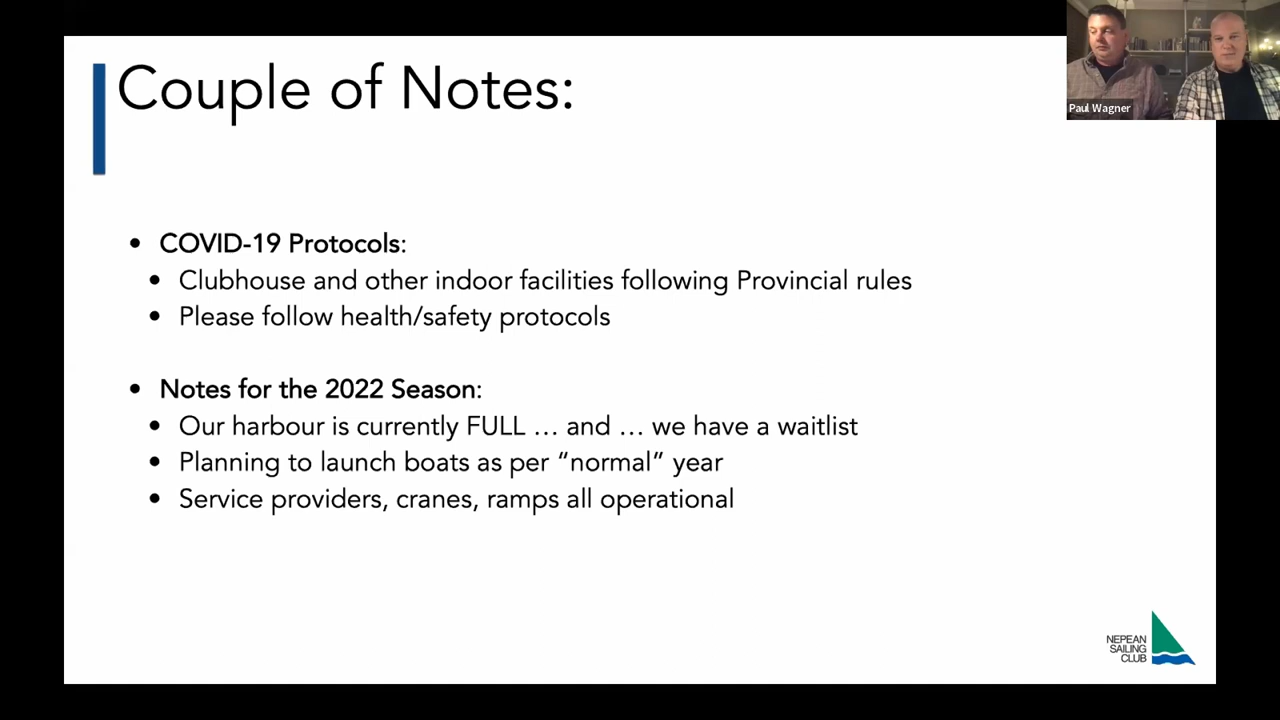 Couple of Notes:
Paul Wagner
• COVID-19 Protocols:
• Clubhouse and other indoor facilities following Provincial rules
• Please follow health/safety protocols
• Notes for the 2022 Season:
• Our harbour is currently FULL … and … we have a waitlist
• Planning to launch boats as per “normal” year
• Service providers, cranes, ramps all operational
NEPEAN
SAILING
CLUB